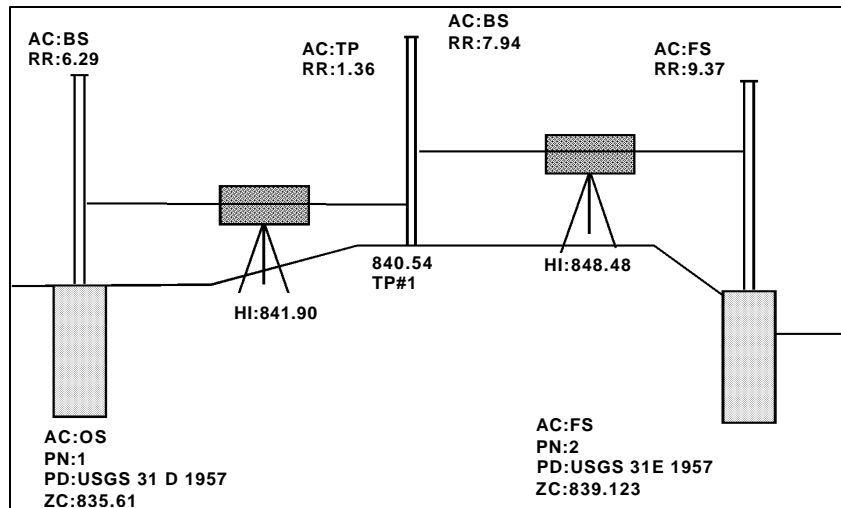 AC:BS
RR:6.29
AC:TP
RR:1.36
AC:BS
RR:7.94
AC:FS
RR:9.37
840.54
TP#1
HI:841.90
HI:848.48
AC:OS
PN:1
PD:USGS 31 D 1957
ZC:835.61
AC:FS
PN:2
PD:USGS 31E 1957
ZC:839.123